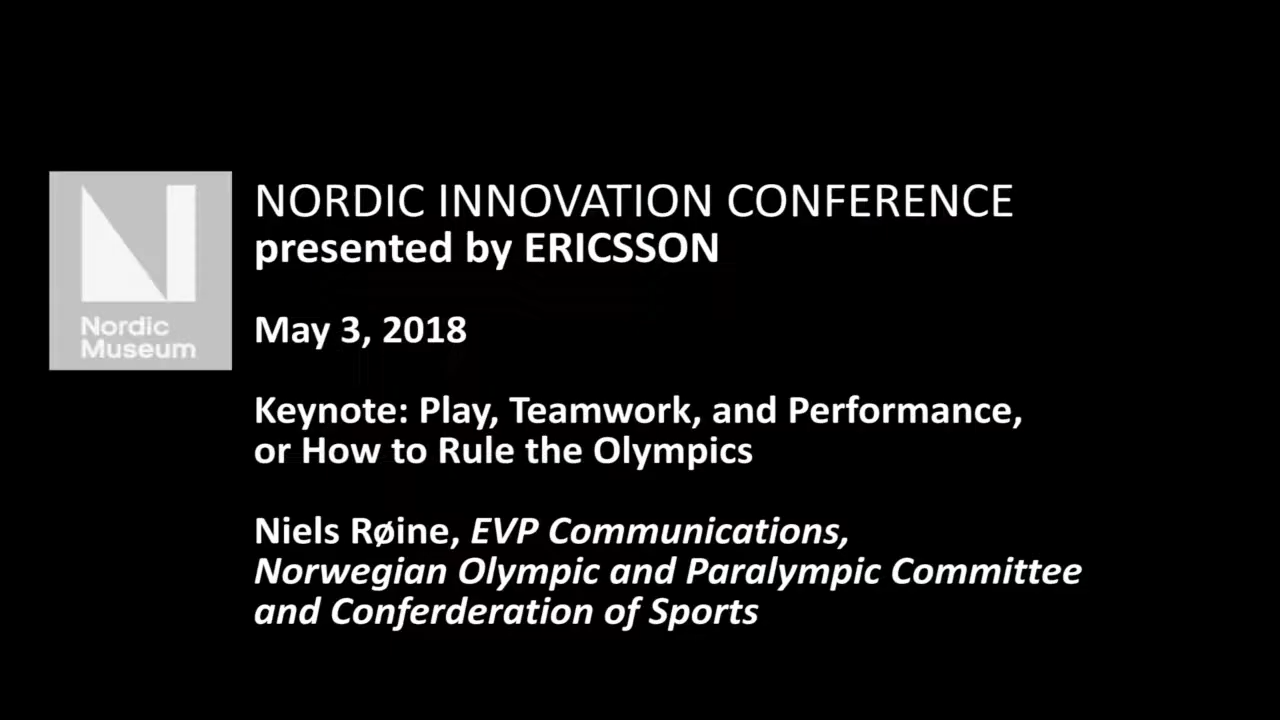 Nordic
Museum
NORDIC INNOVATION CONFERENCE
presented by ERICSSON
May 3, 2018
Keynote: Play, Teamwork, and Performance,
or How to Rule the Olympics
Niels Røine, EVP Communications,
Norwegian Olympic and Paralympic Committee
and Conferderation of Sports